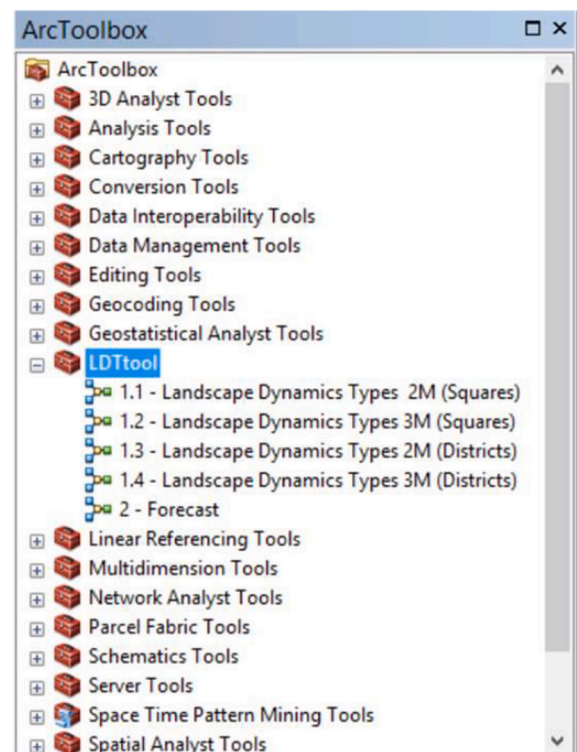 ArcToolbox
ArcToolbox
3D Analyst Tools
Analysis Tools
Cartography Tools
Conversion Tools
Data Interoperability Tools
Data Management Tools
Editing Tools
Geocoding Tools
Geostatistical Analyst Tools
LDTtool
1.1 - Landscape Dynamics Types 2M (Squares)
1.2 - Landscape Dynamics Types 3M (Squares)
1.3 - Landscape Dynamics Types 2M (Districts)
1.4 - Landscape Dynamics Types 3M (Districts)
2 - Forecast
Linear Referencing Tools
Multidimension Tools
Network Analyst Tools
Parcel Fabric Tools
Schematics Tools
Server Tools
Space Time Pattern Mining Tools
Spatial Analyst Tools